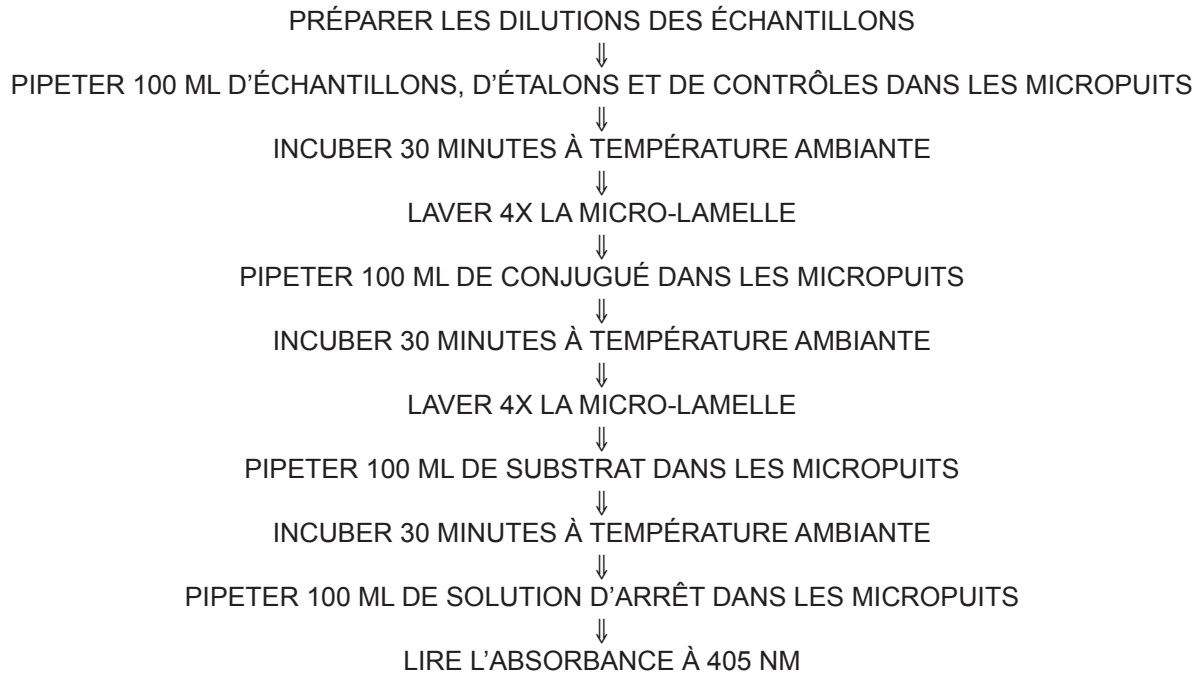 PRÉPARER LES DILUTIONS DES ÉCHANTILLONS
⇓
PIPETER 100 ML D’ÉCHANTILLONS, D’ÉTALONS ET DE CONTRÔLES DANS LES MICROPUITS
⇓
INCUBER 30 MINUTES À TEMPÉRATURE AMBIANTE
⇓
LAVER 4X LA MICRO-LAMELLE
⇓
PIPETER 100 ML DE CONJUGUÉ DANS LES MICROPUITS
⇓
INCUBER 30 MINUTES À TEMPÉRATURE AMBIANTE
⇓
LAVER 4X LA MICRO-LAMELLE
⇓
PIPETER 100 ML DE SUBSTRAT DANS LES MICROPUITS
⇓
INCUBER 30 MINUTES À TEMPÉRATURE AMBIANTE
⇓
PIPETER 100 ML DE SOLUTION D’ARRÊT DANS LES MICROPUITS
⇓
LIRE L’ABSORBANCE À 405 NM